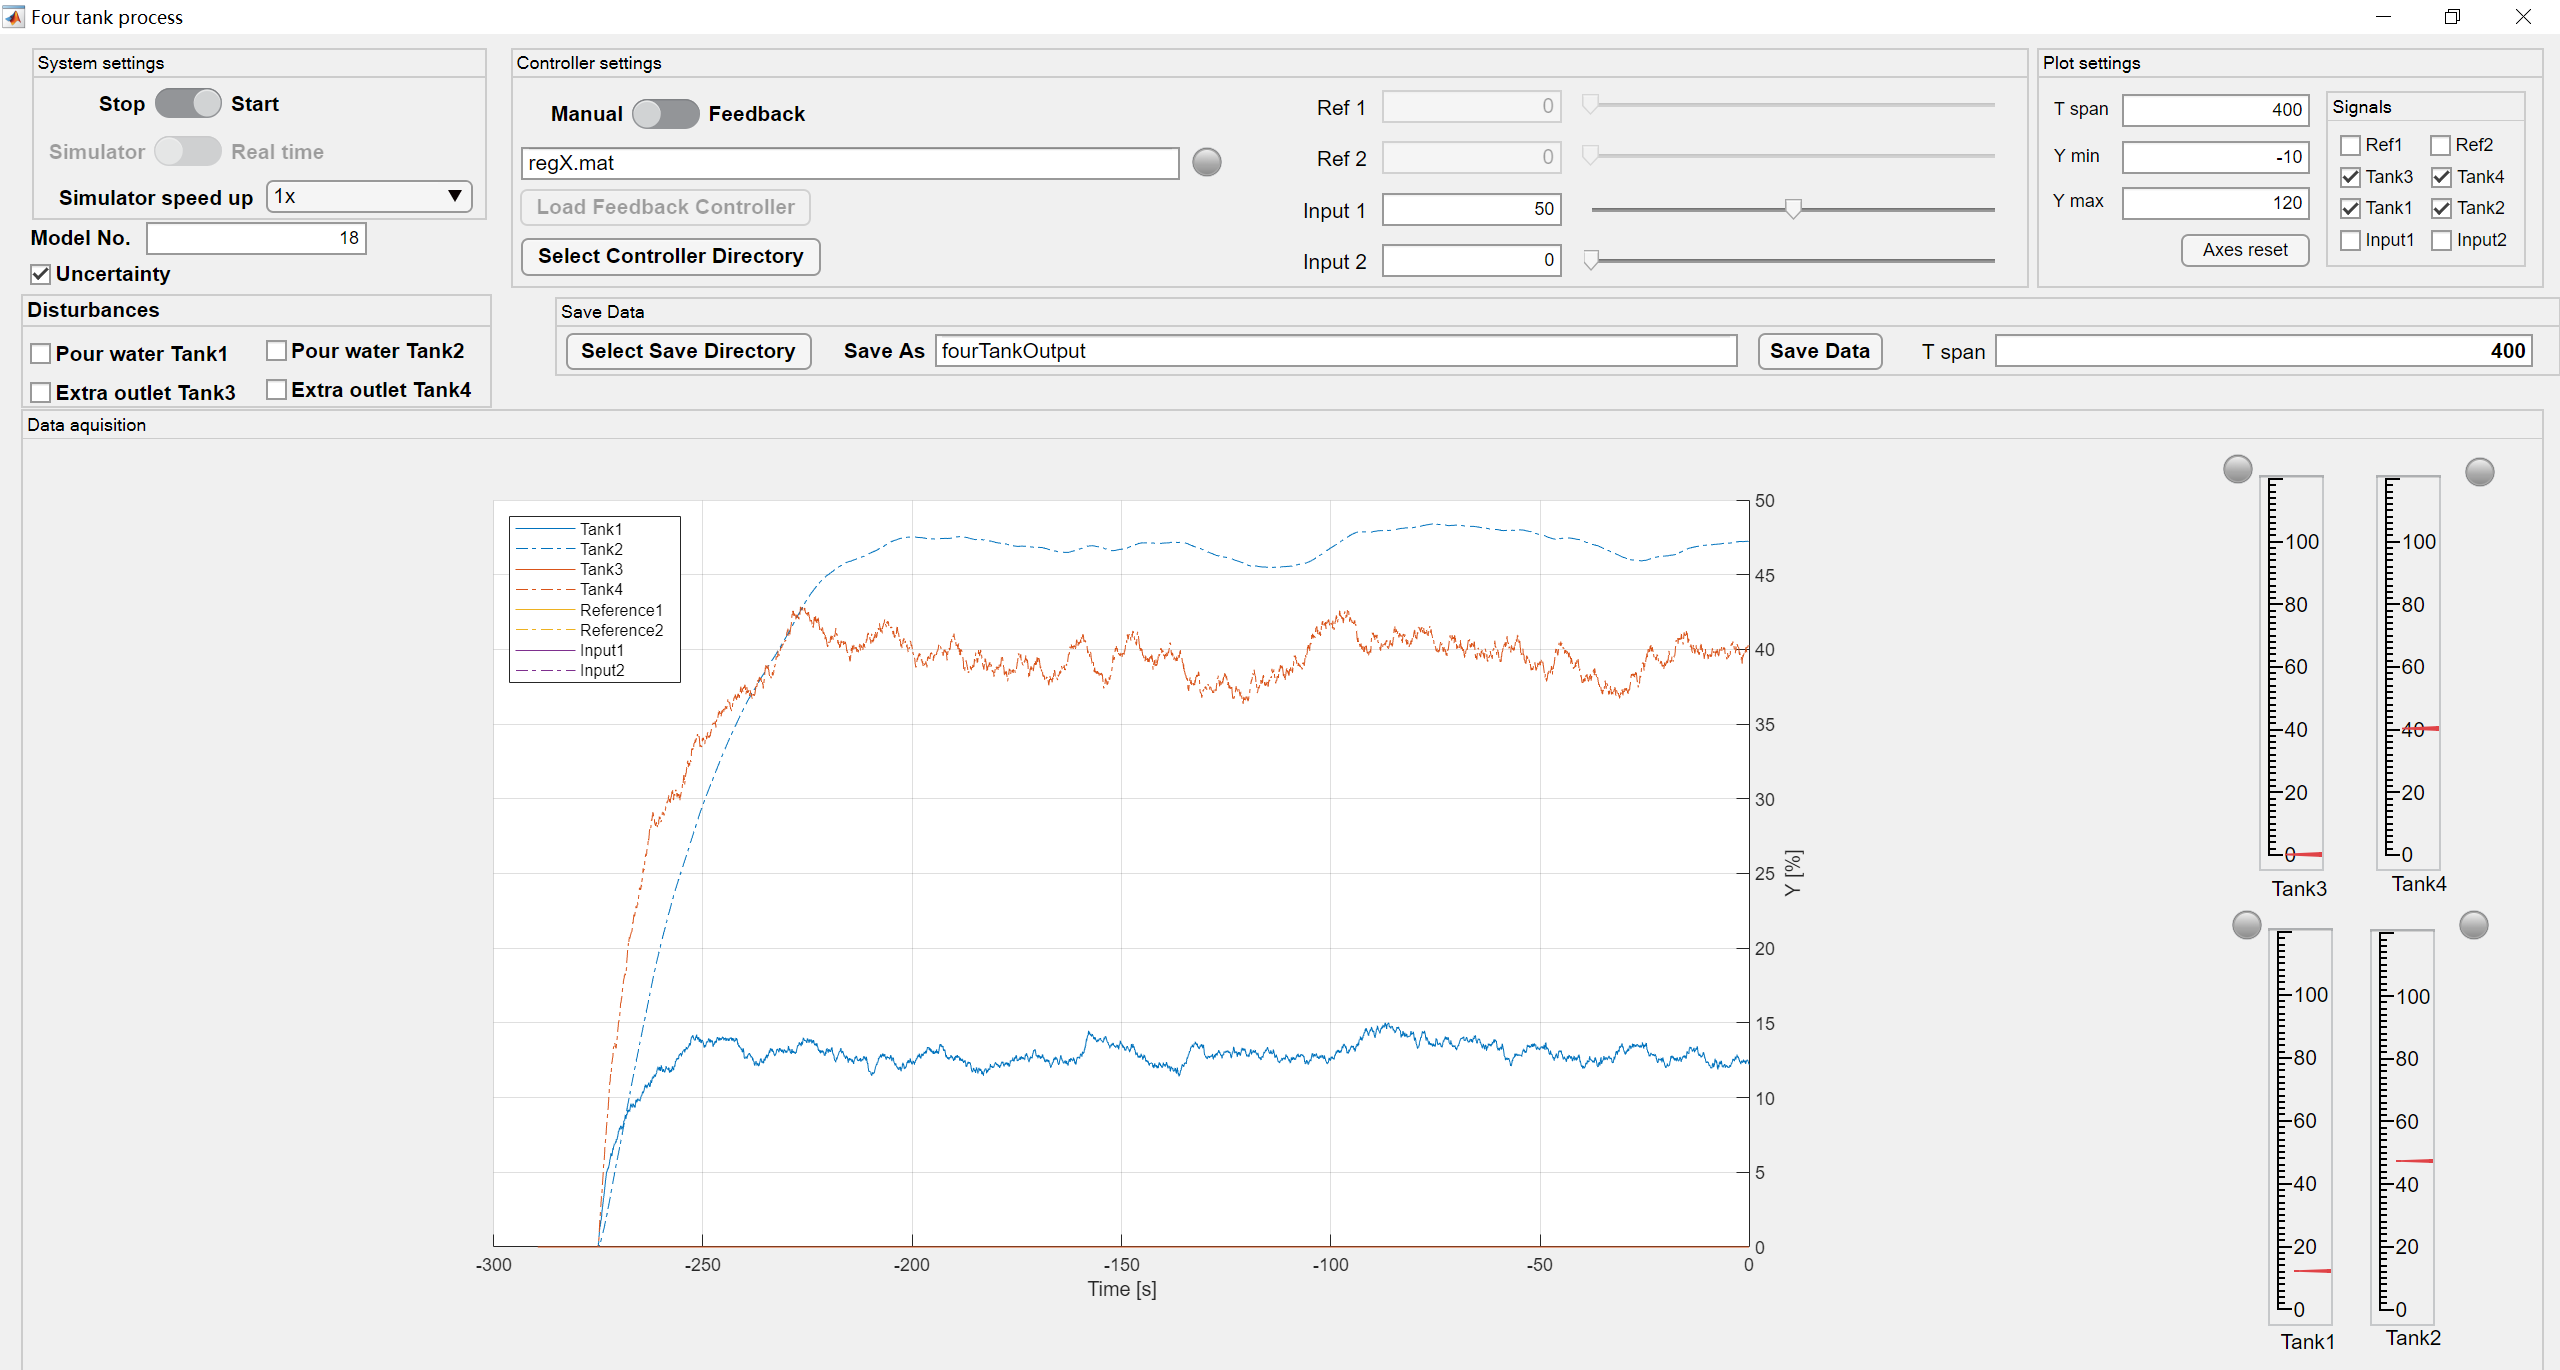 Four tank process
System settings
Stop Start
Simulator Real time
Simulator speed up 1x
Model No. 18
Uncertainty
Controller settings
Manual Feedback
regX.mat
Load Feedback Controller
Select Controller Directory
Ref 1 0
Ref 2 0
Input 1 50
Input 2 0
Plot settings
T span 400
Y min -10
Y max 120
Axes reset
Signals
Ref1 Ref2
Tank3 Tank4
Tank1 Tank2
Input1 Input2
Disturbances
Pour water Tank1 Pour water Tank2
Extra outlet Tank3 Extra outlet Tank4
Save Data
Select Save Directory Save As fourTankOutput Save Data T span 400
Data aquisition
Tank1
Tank2
Tank3
Tank4
Reference1
Reference2
Input1
Input2
50
45
40
35
30
25
20
15
10
5
0
Y [%]
-300 -250 -200 -150 -100 -50 0
Time [s]
100 100
80 80
60 60
40 40
20 20
0 0
Tank3 Tank4
100 100
80 80
60 60
40 40
20 20
0 0
Tank1 Tank2